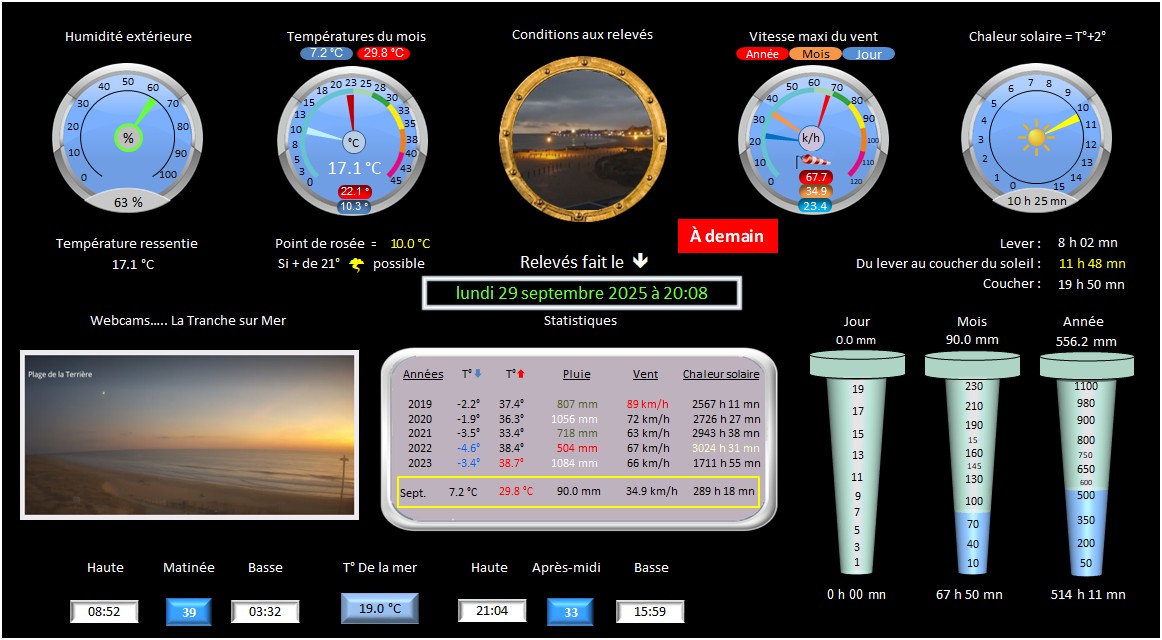 Humidité extérieure
Températures du mois
7.2 °C 29.8 °C
Conditions aux relevés
Vitesse maxi du vent
Année Mois Jour
Chaleur solaire = T°+2°
0 10 20 30 40 50 60 70 80 90 100
%
63 %
0 3 5 8 10 13 15 18 20 23 25 28 30 33 35 38 40 43 45
°C
17.1 °C
22.1 °
10.3 °
0 10 20 30 40 50 60 70 80 90 100 110 120
k/h
67.7
34.9
23.4
0 1 2 3 4 5 6 7 8 9 10 11 12 13 14 15
10 h 25 mn
Température ressentie
17.1 °C
Point de rosée = 10.0 °C
Si + de 21° possible
À demain
Relevés fait le
lundi 29 septembre 2025 à 20:08
Lever : 8 h 02 mn
Du lever au coucher du soleil : 11 h 48 mn
Coucher : 19 h 50 mn
Webcams..... La Tranche sur Mer
Plage de la Terrière
Statistiques
Années T° T° Pluie Vent Chaleur solaire
2019 -2.2° 37.4° 807 mm 89 km/h 2567 h 11 mn
2020 -1.9° 36.3° 1056 mm 72 km/h 2726 h 27 mn
2021 -3.5° 33.4° 718 mm 63 km/h 2943 h 38 mn
2022 -4.6° 38.4° 504 mm 67 km/h 3024 h 31 mn
2023 -3.4° 38.7° 1084 mm 66 km/h 1711 h 55 mn
Sept. 7.2 °C 29.8 °C 90.0 mm 34.9 km/h 289 h 18 mn
Jour
0.0 mm
19
17
15
13
11
9
7
5
3
1
0 h 00 mn
Mois
90.0 mm
230
210
190
15
160
145
130
100
70
40
10
67 h 50 mn
Année
556.2 mm
1100
980
900
800
750
650
600
500
350
200
50
514 h 11 mn
Haute Matinée Basse T° De la mer Haute Après-midi Basse
08:52 39 03:32 19.0 °C 21:04 33 15:59